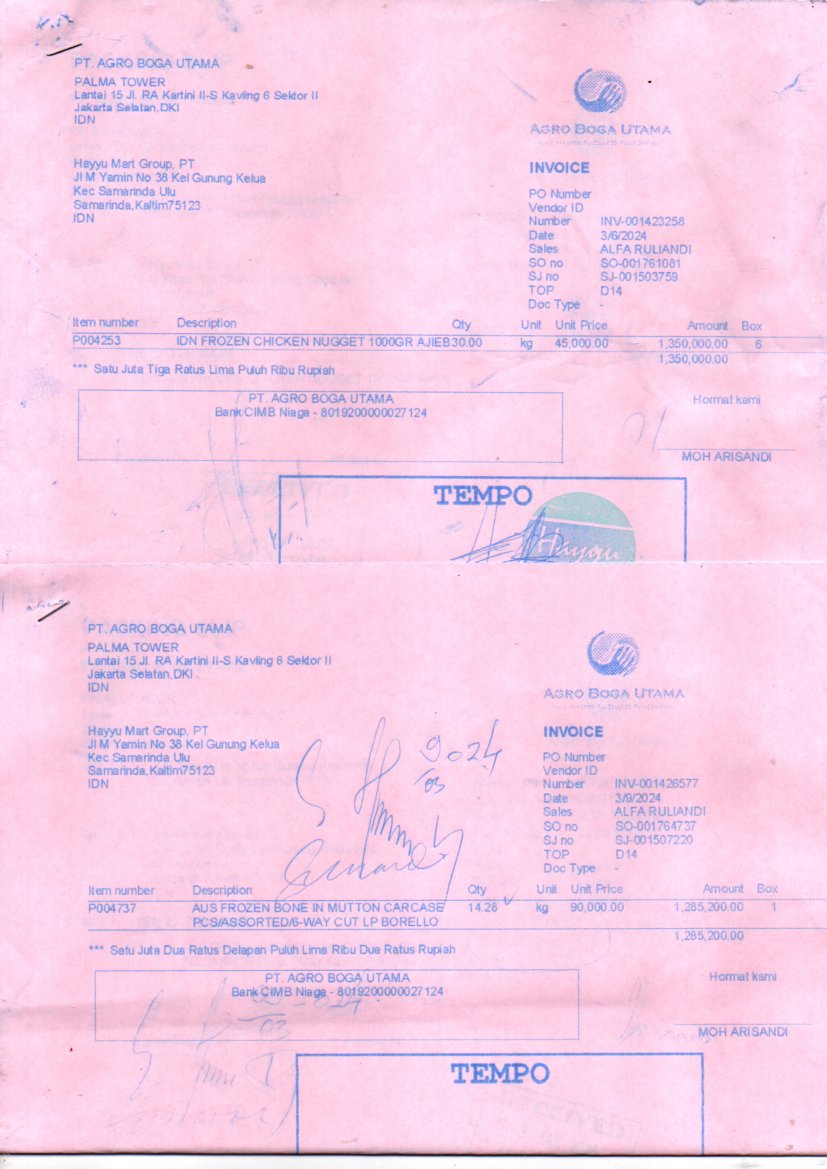 PT. AGRO BOGA UTAMA
PALMA TOWER
Lantai 15 Jl. RA Kartini II-S Kavling 6 Sektor II
Jakarta Selatan,DKI
IDN
AGRO BOGA UTAMA
Hayyu Mart Group, PT
Jl M Yamin No 38 Kel Gunung Kelua
Kec Samarinda Ulu
Samarinda,Kaltim75123
IDN
INVOICE
PO Number
Vendor ID
Number INV-001423258
Date 3/6/2024
Sales ALFA RULIANDI
SO no SO-001761081
SJ no SJ-001503759
TOP D14
Doc Type -
Item number Description Qty Unit Unit Price Amount Box
P004253 IDN FROZEN CHICKEN NUGGET 1000GR AJIEB30.00 kg 45,000.00 1,350,000.00 6
1,350,000.00
*** Satu Juta Tiga Ratus Lima Puluh Ribu Rupiah
PT. AGRO BOGA UTAMA
Bank CIMB Niaga - 8019200000027124
Hormat kami
MOH ARISANDI
TEMPO
Hayyu
PT. AGRO BOGA UTAMA
PALMA TOWER
Lantai 15 Jl. RA Kartini II-S Kavling 6 Sektor II
Jakarta Selatan,DKI
IDN
AGRO BOGA UTAMA
Hayyu Mart Group, PT
Jl M Yamin No 38 Kel Gunung Kelua
Kec Samarinda Ulu
Samarinda,Kaltim75123
IDN
9-024
03
INVOICE
PO Number
Vendor ID
Number INV-001426577
Date 3/9/2024
Sales ALFA RULIANDI
SO no SO-001764737
SJ no SJ-001507220
TOP D14
Doc Type -
Item number Description Qty Unit Unit Price Amount Box
P004737 AUS FROZEN BONE IN MUTTON CARCASE 14.28 kg 90,000.00 1,285,200.00 1
PCS/ASSORTED/6-WAY CUT LP BORELLO
1,285,200.00
*** Satu Juta Dua Ratus Delapan Puluh Lima Ribu Dua Ratus Rupiah
PT. AGRO BOGA UTAMA
Bank CIMB Niaga - 8019200000027124
Hormat kami
MOH ARISANDI
TEMPO
RECEIVED